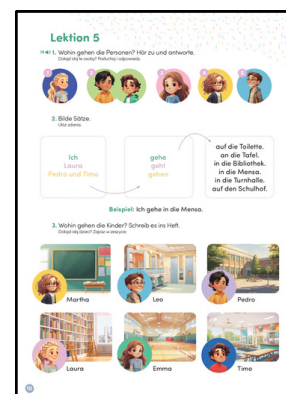 Lektion 5
1. Wohin gehen die Personen? Hör zu und antworte.
Dokąd idą te osoby? Posłuchaj i odpowiedz.
2. Bilde Sätze.
Ułóż zdania.
Ich
Laura
Pedro und Timo
gehe
geht
gehen
auf die Toilette.
an die Tafel.
in die Bibliothek.
in die Mensa.
in die Turnhalle.
auf den Schulhof.
Beispiel: Ich gehe in die Mensa.
3. Wohin gehen die Kinder? Schreib es ins Heft.
Dokąd idą dzieci? Zapisz w zeszycie.
Martha
Leo
Pedro
Laura
Emma
Timo